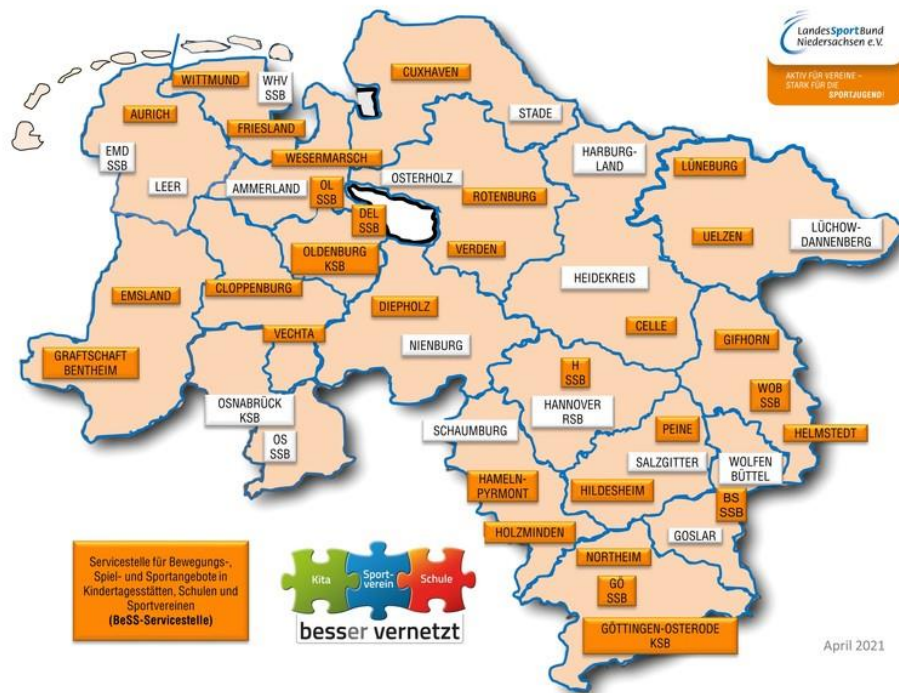 LandesSportBund
Niedersachsen e.V.
AKTIV FÜR VEREINE –
STARK FÜR DIE
SPORTJUGEND!
CUXHAVEN
WITTMUND
WHV
SSB
AURICH
STADE
FRIESLAND
EMD
SSB
WESERMARSCH
HARBURG-
LAND
LÜNEBURG
LEER
AMMERLAND
OL
SSB
OSTERHOLZ
ROTENBURG
DEL
SSB
UELZEN
LÜCHOW-
DANNENBERG
OLDENBURG
KSB
VERDEN
HEIDEKREIS
EMSLAND
CLOPPENBURG
DIEPHOLZ
CELLE
GIFHORN
VECHTA
NIENBURG
GRAFTSCHAFT
BENTHEIM
H
SSB
WOB
SSB
OSNABRÜCK
KSB
HANNOVER
RSB
SCHAUMBURG
PEINE
HELMSTEDT
OS
SSB
SALZGITTER
WOLFEN
BÜTTEL
HAMELN-
PYRMONT
HILDESHEIM
BS
SSB
HOLZMINDEN
GOSLAR
NORTHEIM
GÖ
SSB
GÖTTINGEN-OSTERODE
KSB
Servicestelle für Bewegungs-,
Spiel- und Sportangebote in
Kindertagesstätten, Schulen und
Sportvereinen
(BeSS-Servicestelle)
Kita
Sport-
verein
Schule
besser vernetzt
April 2021